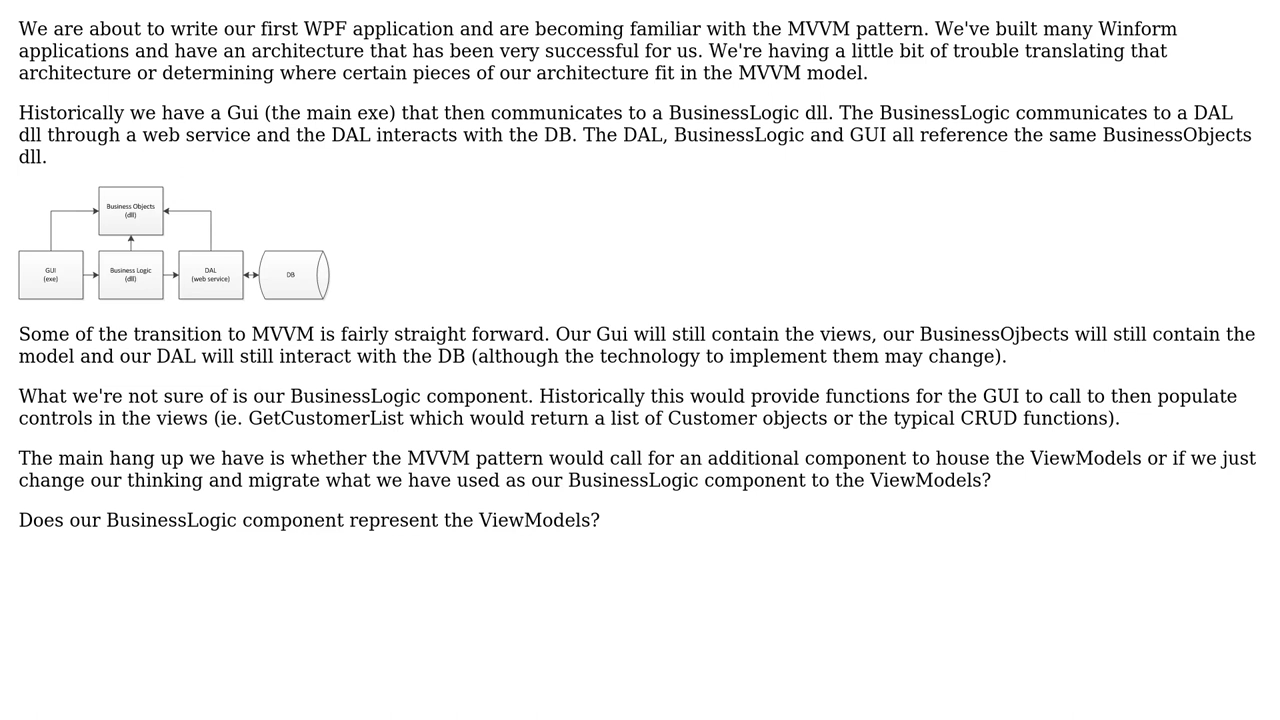 We are about to write our first WPF application and are becoming familiar with the MVVM pattern. We've built many Winform
applications and have an architecture that has been very successful for us. We're having a little bit of trouble translating that
architecture or determining where certain pieces of our architecture fit in the MVVM model.
Historically we have a Gui (the main exe) that then communicates to a BusinessLogic dll. The BusinessLogic communicates to a DAL
dll through a web service and the DAL interacts with the DB. The DAL, BusinessLogic and GUI all reference the same BusinessObjects
dll.
Business Objects
(dll)
GUI
(exe)
Business Logic
(dll)
DAL
(web service)
DB
Some of the transition to MVVM is fairly straight forward. Our Gui will still contain the views, our BusinessOjbects will still contain the
model and our DAL will still interact with the DB (although the technology to implement them may change).
What we're not sure of is our BusinessLogic component. Historically this would provide functions for the GUI to call to then populate
controls in the views (ie. GetCustomerList which would return a list of Customer objects or the typical CRUD functions).
The main hang up we have is whether the MVVM pattern would call for an additional component to house the ViewModels or if we just
change our thinking and migrate what we have used as our BusinessLogic component to the ViewModels?
Does our BusinessLogic component represent the ViewModels?